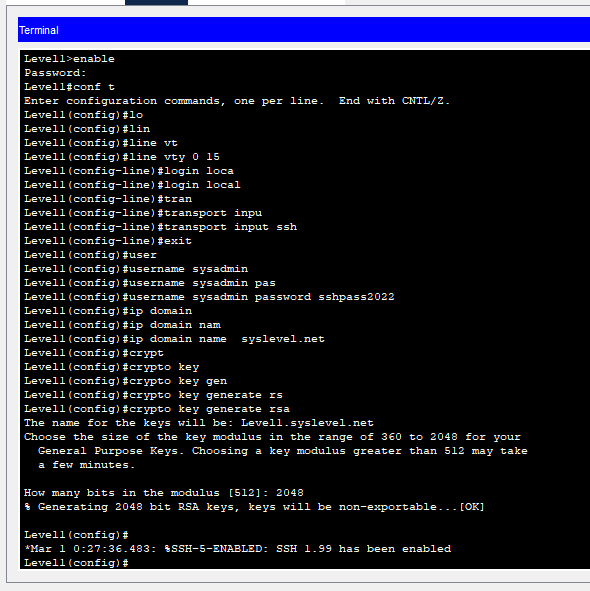 Terminal
Level1>enable
Password:
Level1#conf t
Enter configuration commands, one per line.  End with CNTL/Z.
Level1(config)#lo
Level1(config)#lin
Level1(config)#line vt
Level1(config)#line vty 0 15
Level1(config-line)#login loca
Level1(config-line)#login local
Level1(config-line)#tran
Level1(config-line)#transport inpu
Level1(config-line)#transport input ssh
Level1(config-line)#exit
Level1(config)#user
Level1(config)#username sysadmin
Level1(config)#username sysadmin pas
Level1(config)#username sysadmin password sshpass2022
Level1(config)#ip domain
Level1(config)#ip domain nam
Level1(config)#ip domain name  syslevel.net
Level1(config)#crypt
Level1(config)#crypto key
Level1(config)#crypto key gen
Level1(config)#crypto key generate rs
Level1(config)#crypto key generate rsa
The name for the keys will be: Level1.syslevel.net
Choose the size of the key modulus in the range of 360 to 2048 for your
  General Purpose Keys. Choosing a key modulus greater than 512 may take
  a few minutes.

How many bits in the modulus [512]: 2048
% Generating 2048 bit RSA keys, keys will be non-exportable...[OK]

Level1(config)#
*Mar 1 0:27:36.483: %SSH-5-ENABLED: SSH 1.99 has been enabled
Level1(config)#